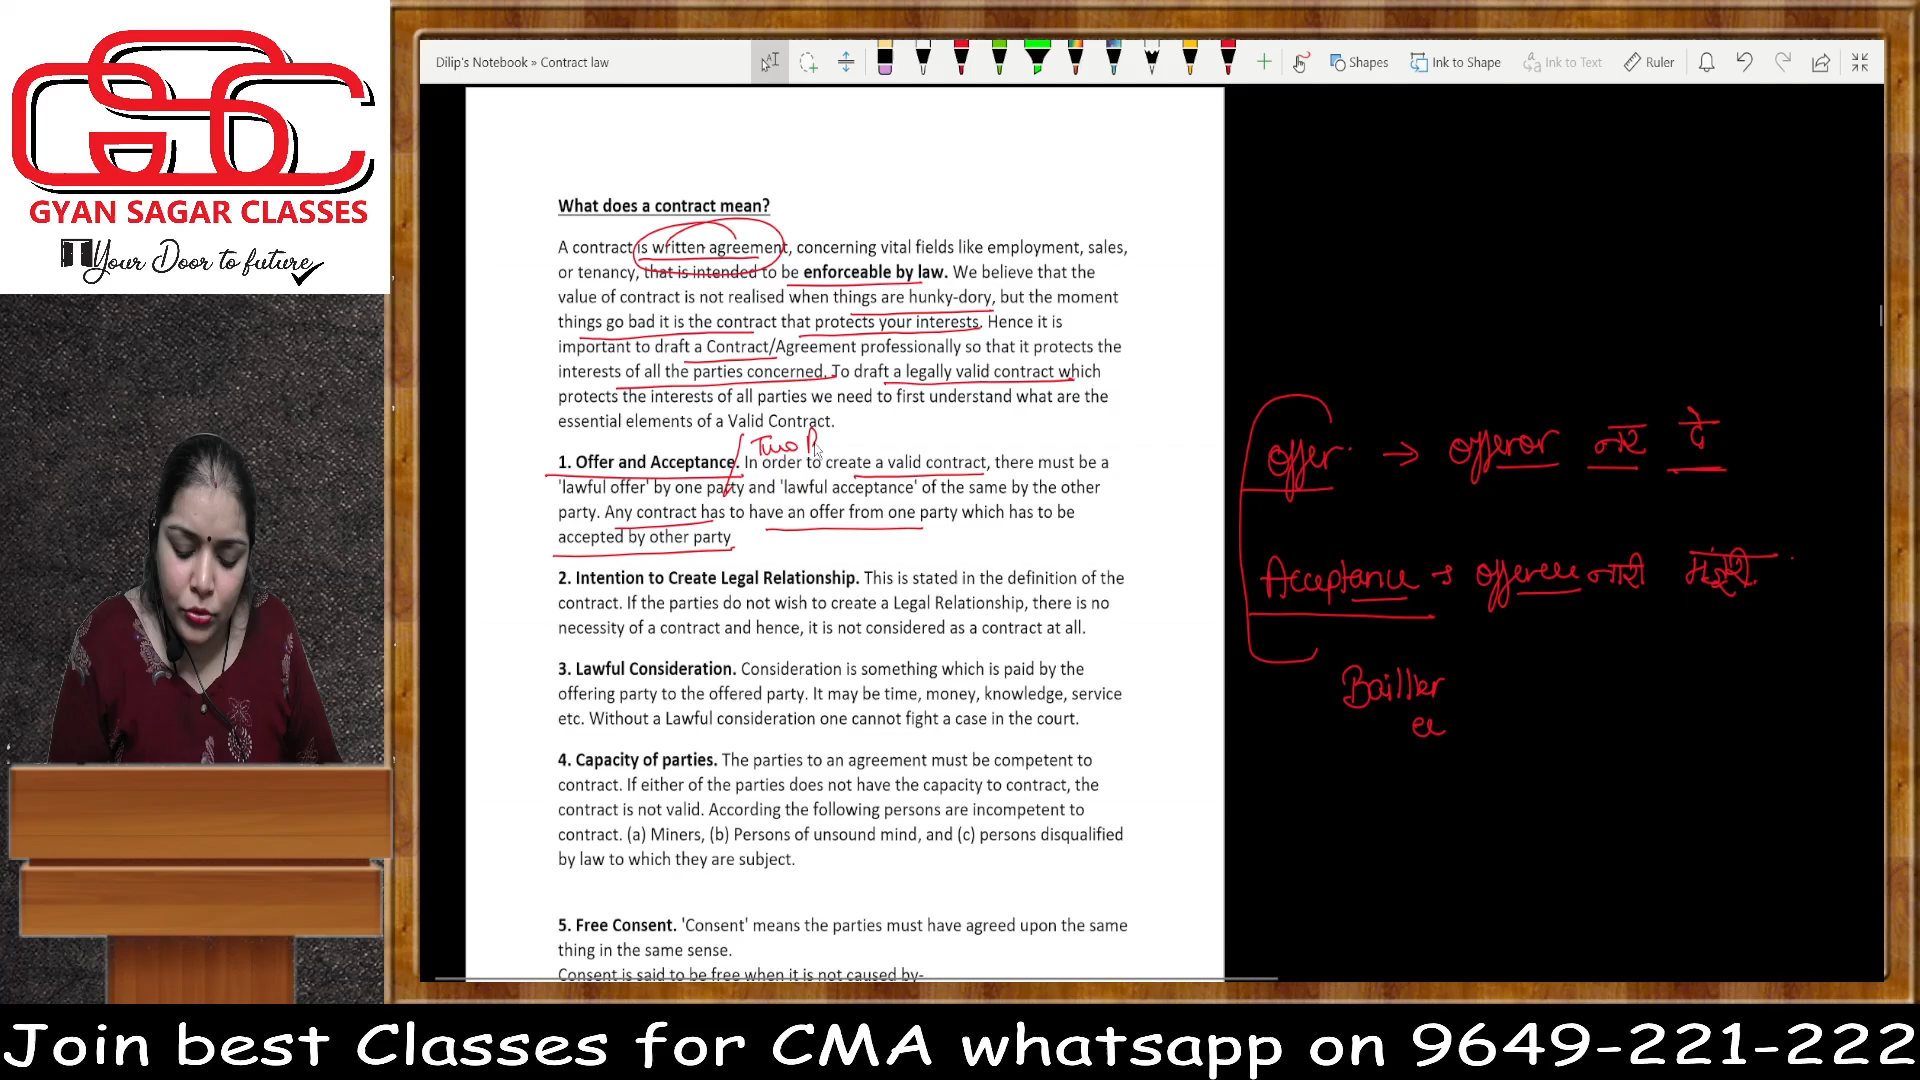 GSC
GYAN SAGAR CLASSES
Your Door to future
Dilip's Notebook » Contract law
Shapes
Ink to Shape
Ink to Text
Ruler
What does a contract mean?
A contract is written agreement, concerning vital fields like employment, sales,
or tenancy, that is intended to be enforceable by law. We believe that the
value of contract is not realised when things are hunky-dory, but the moment
things go bad it is the contract that protects your interests. Hence it is
important to draft a Contract/Agreement professionally so that it protects the
interests of all the parties concerned. To draft a legally valid contract which
protects the interests of all parties we need to first understand what are the
essential elements of a Valid Contract.
Two P
1. Offer and Acceptance. In order to create a valid contract, there must be a
'lawful offer' by one party and 'lawful acceptance' of the same by the other
party. Any contract has to have an offer from one party which has to be
accepted by other party
2. Intention to Create Legal Relationship. This is stated in the definition of the
contract. If the parties do not wish to create a Legal Relationship, there is no
necessity of a contract and hence, it is not considered as a contract at all.
3. Lawful Consideration. Consideration is something which is paid by the
offering party to the offered party. It may be time, money, knowledge, service
etc. Without a Lawful consideration one cannot fight a case in the court.
4. Capacity of parties. The parties to an agreement must be competent to
contract. If either of the parties does not have the capacity to contract, the
contract is not valid. According the following persons are incompetent to
contract. (a) Miners, (b) Persons of unsound mind, and (c) persons disqualified
by law to which they are subject.
5. Free Consent. 'Consent' means the parties must have agreed upon the same
thing in the same sense.
Consent is said to be free when it is not caused by-
offer → offeror नर दे
Acceptance → offeree नारी
Bailler
ee
Join best Classes for CMA whatsapp on 9649-221-222